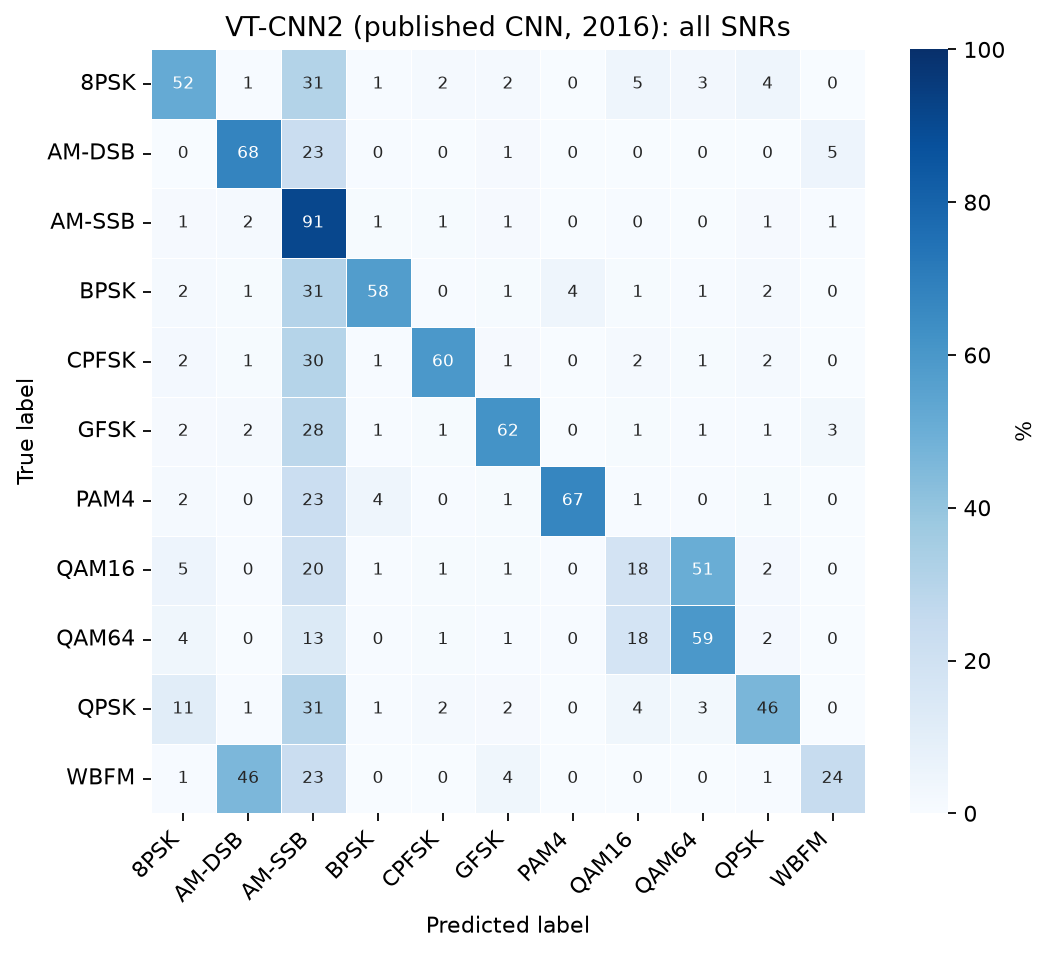 VT-CNN2 (published CNN, 2016): all SNRs
8PSK 52 1 31 1 2 2 0 5 3 4 0
AM-DSB 0 68 23 0 0 1 0 0 0 0 5
AM-SSB 1 2 91 1 1 1 0 0 0 1 1
BPSK 2 1 31 58 0 1 4 1 1 2 0
CPFSK 2 1 30 1 60 1 0 2 1 2 0
GFSK 2 2 28 1 1 62 0 1 1 1 3
PAM4 2 0 23 4 0 1 67 1 0 1 0
QAM16 5 0 20 1 1 1 0 18 51 2 0
QAM64 4 0 13 0 1 1 0 18 59 2 0
QPSK 11 1 31 1 2 2 0 4 3 46 0
WBFM 1 46 23 0 0 4 0 0 0 1 24
True label
8PSK AM-DSB AM-SSB BPSK CPFSK GFSK PAM4 QAM16 QAM64 QPSK WBFM
Predicted label
100
80
60
40
20
0
%